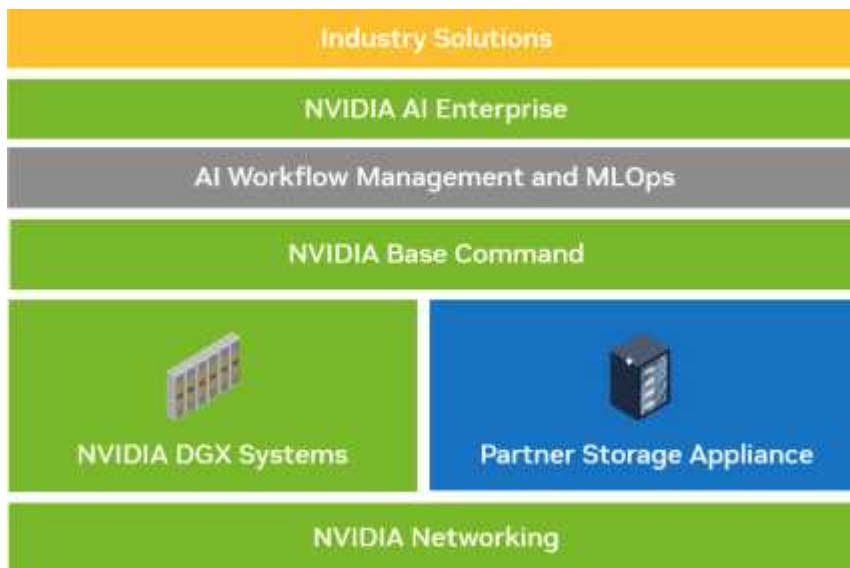 Industry Solutions
NVIDIA AI Enterprise
AI Workflow Management and MLOps
NVIDIA Base Command
NVIDIA DGX Systems
Partner Storage Appliance
NVIDIA Networking